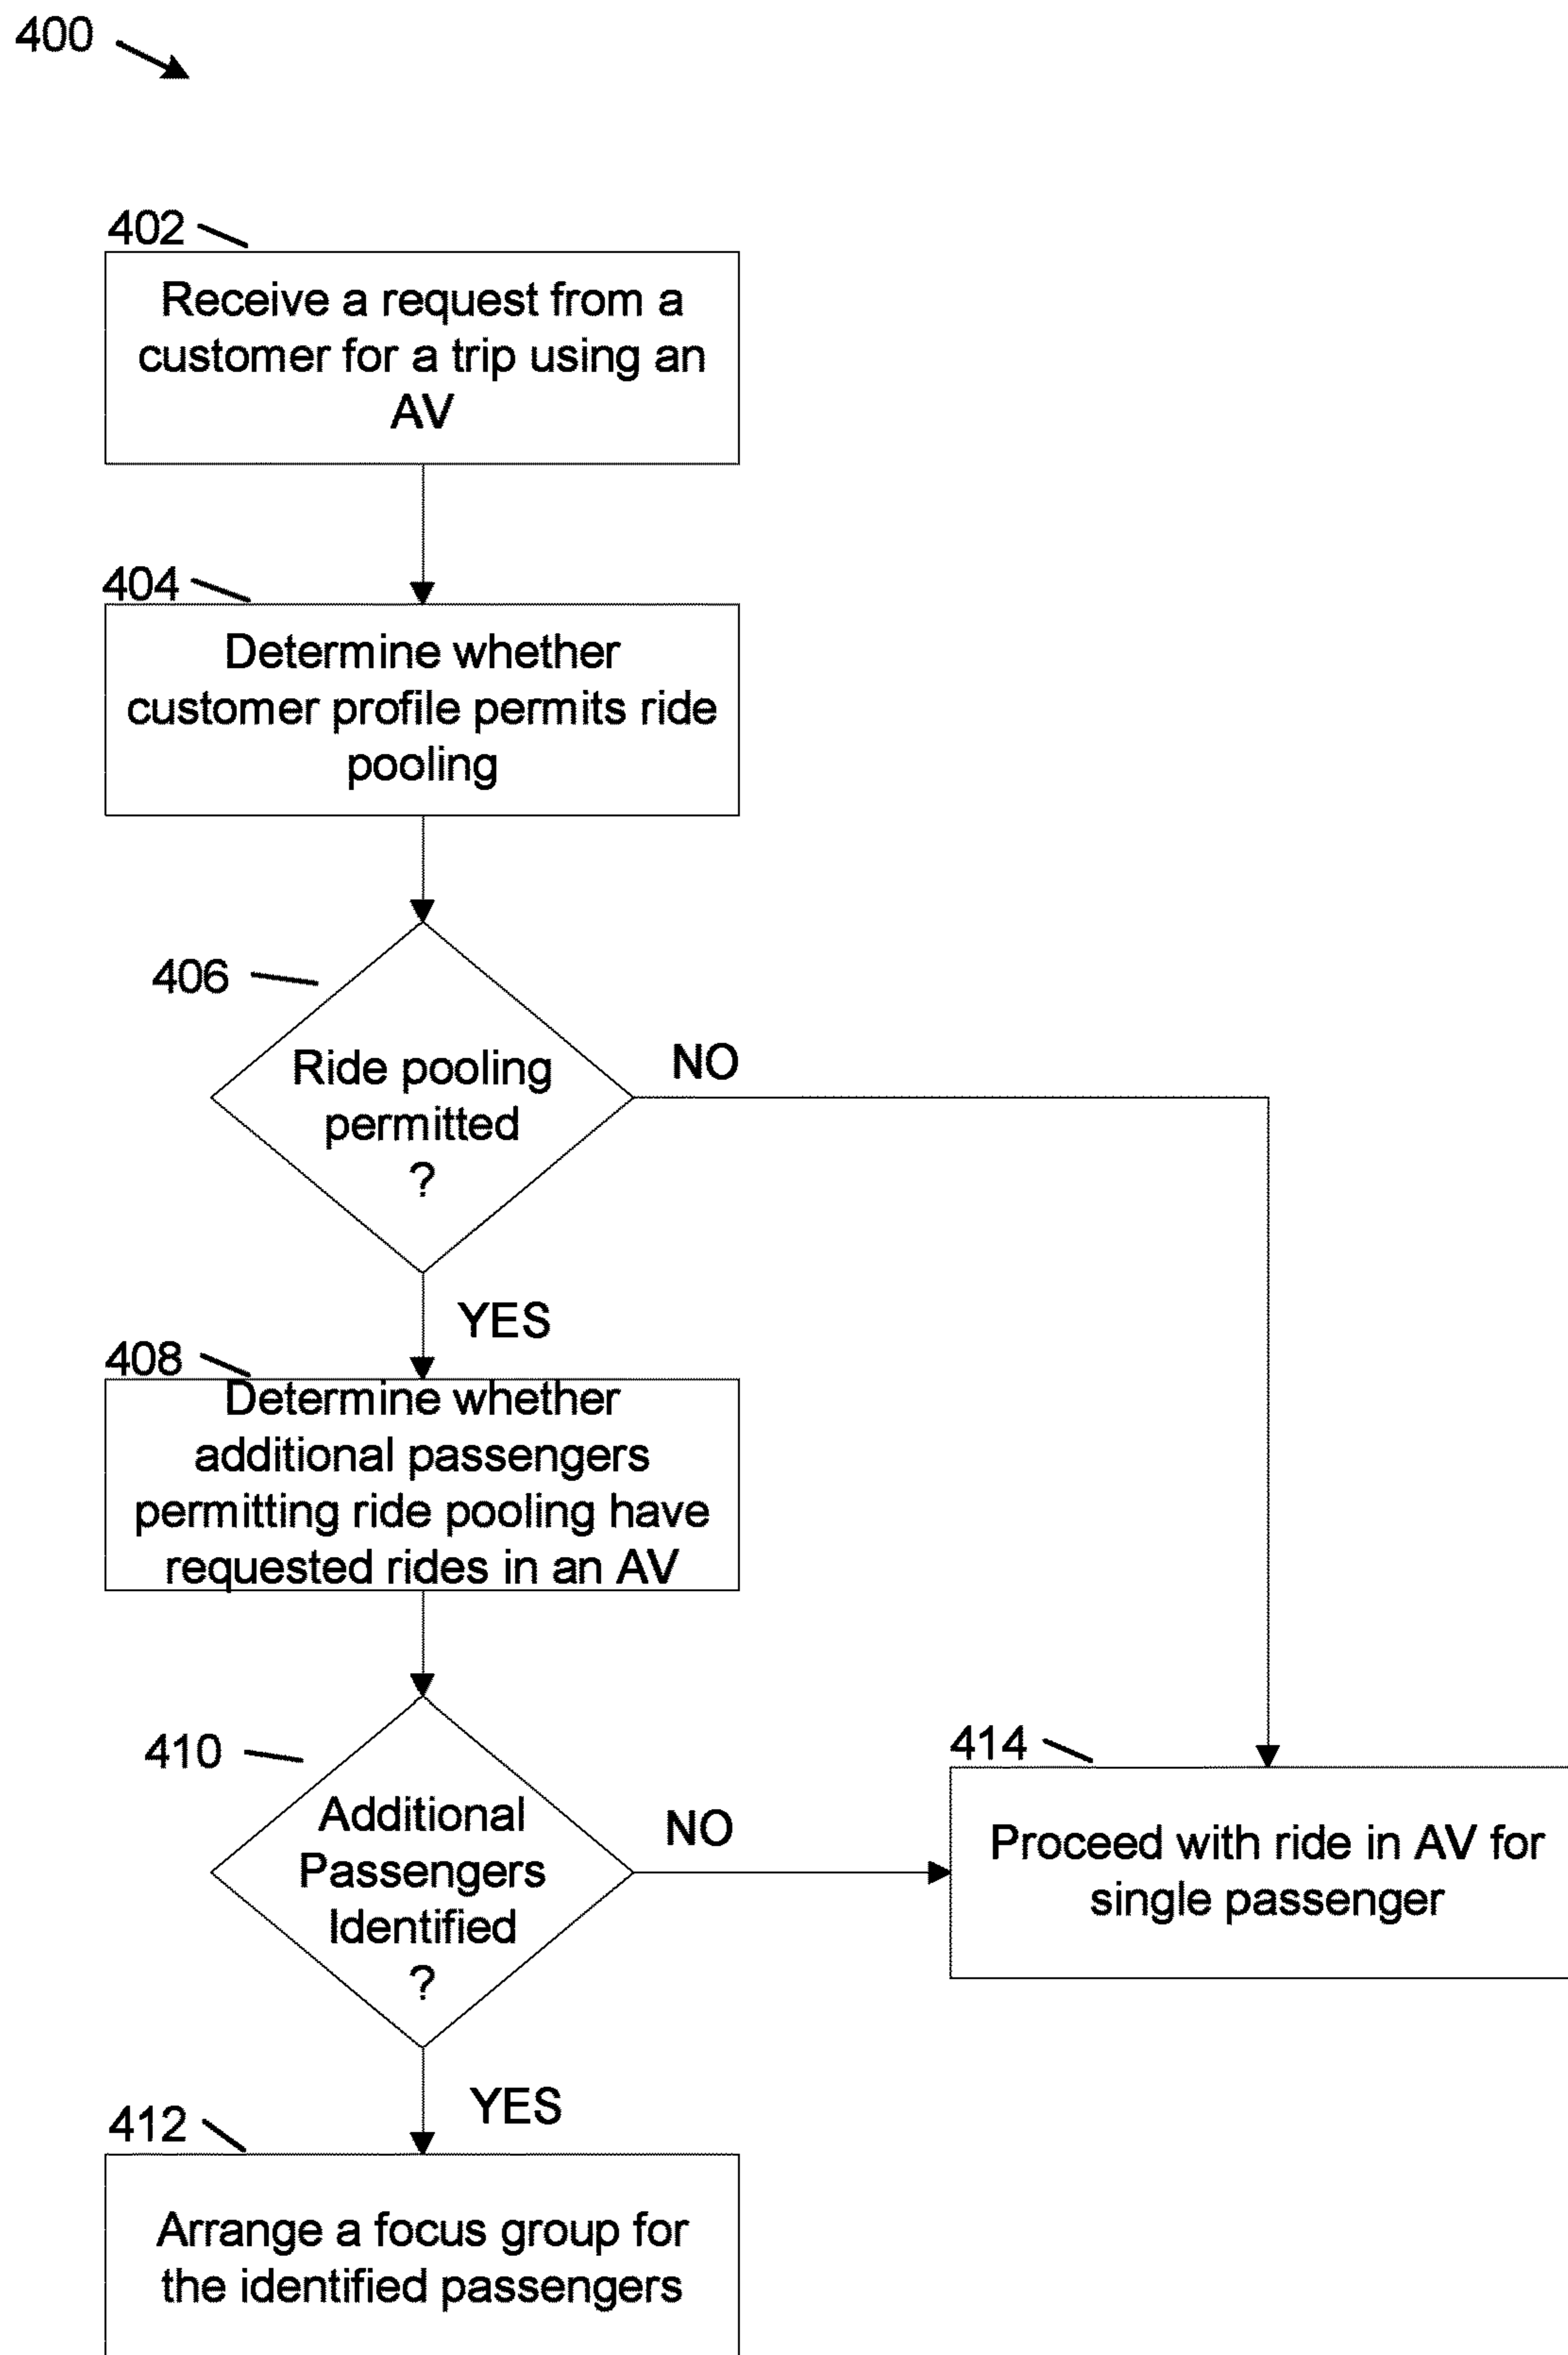 400
402
Receive a request from a
customer for a trip using an
AV
404
Determine whether
customer profile permits ride
pooling
406
Ride pooling
permitted
?
NO
YES
408
Determine whether
additional passengers
permitting ride pooling have
requested rides in an AV
410
Additional
Passengers
Identified
?
NO
414
Proceed with ride in AV for
single passenger
YES
412
Arrange a focus group for
the identified passengers